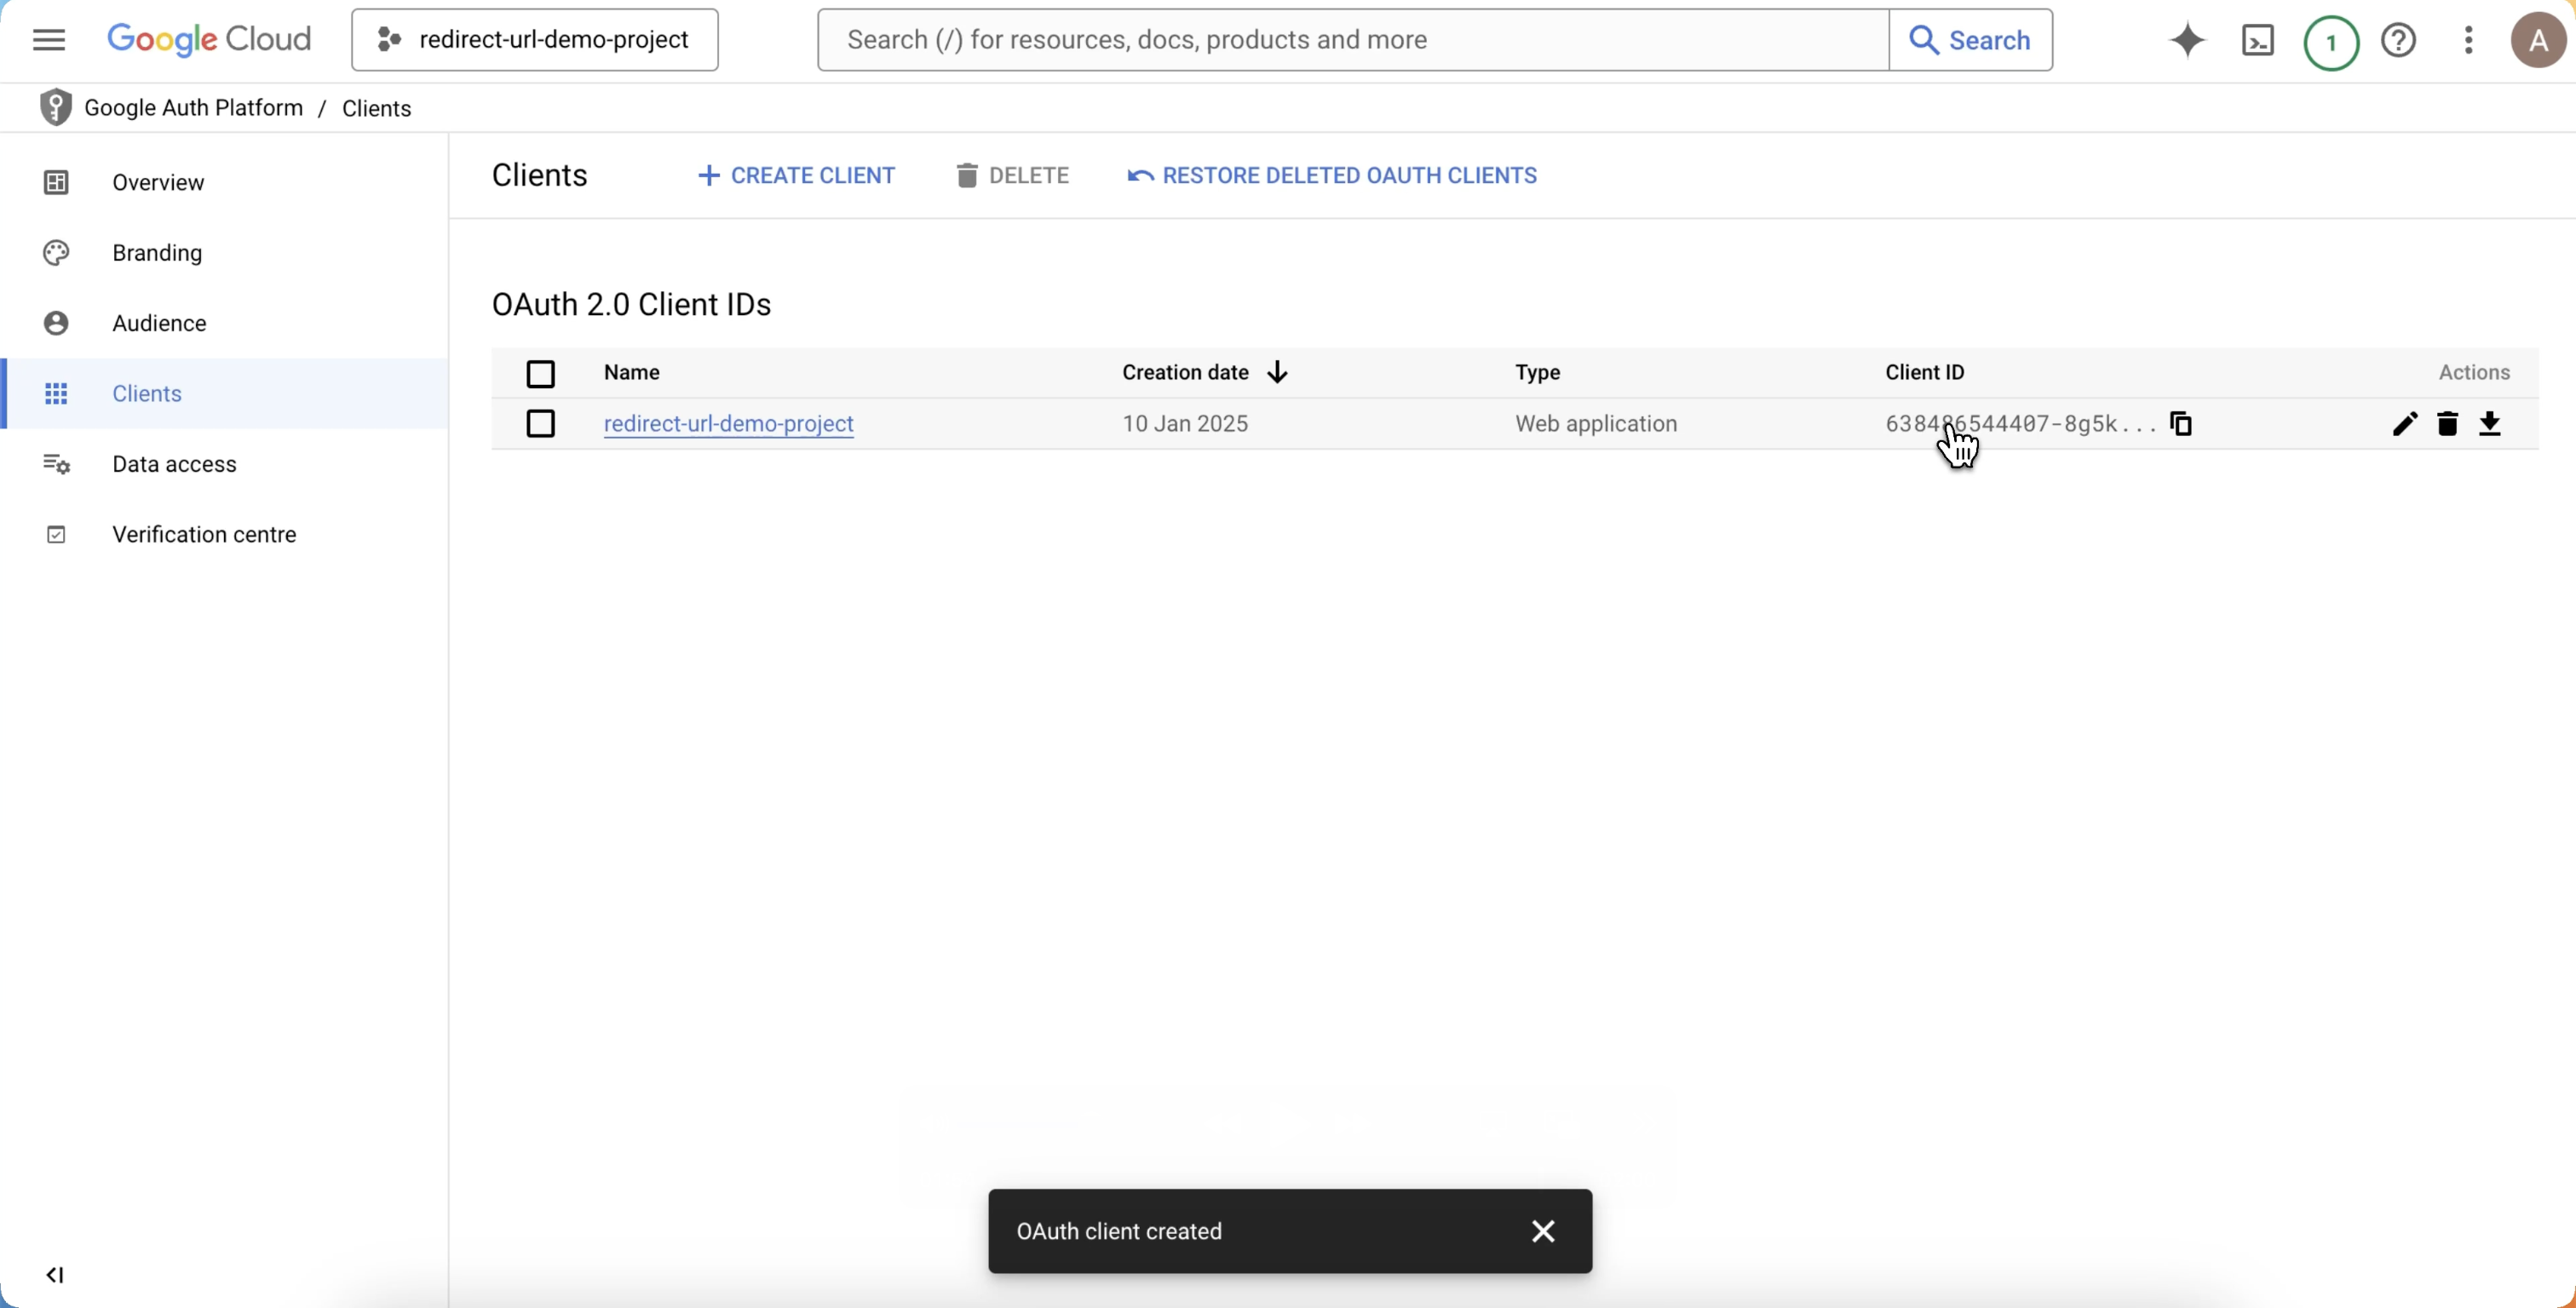 Google Cloud
redirect-url-demo-project
Search (/) for resources, docs, products and more
Search
1
A
Google Auth Platform / Clients
Overview
Branding
Audience
Clients
Data access
Verification centre
Clients
CREATE CLIENT
DELETE
RESTORE DELETED OAUTH CLIENTS
OAuth 2.0 Client IDs
Name Creation date Type Client ID Actions
redirect-url-demo-project 10 Jan 2025 Web application 638486544407-8g5k...
OAuth client created